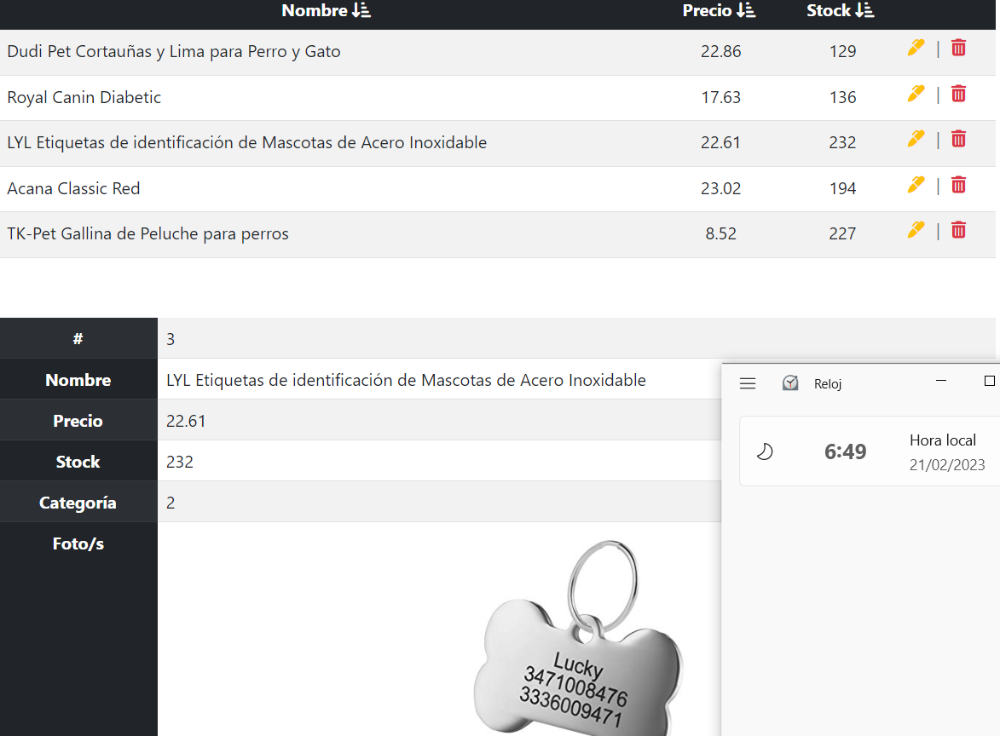 Nombre Precio Stock
Dudi Pet Cortauñas y Lima para Perro y Gato 22.86 129 |
Royal Canin Diabetic 17.63 136 |
LYL Etiquetas de identificación de Mascotas de Acero Inoxidable 22.61 232 |
Acana Classic Red 23.02 194 |
TK-Pet Gallina de Peluche para perros 8.52 227 |
# 3
Nombre LYL Etiquetas de identificación de Mascotas de Acero Inoxidable
Precio 22.61
Stock 232
Categoría 2
Foto/s
Lucky
3471008476
3336009471
Reloj
6:49 Hora local
21/02/2023